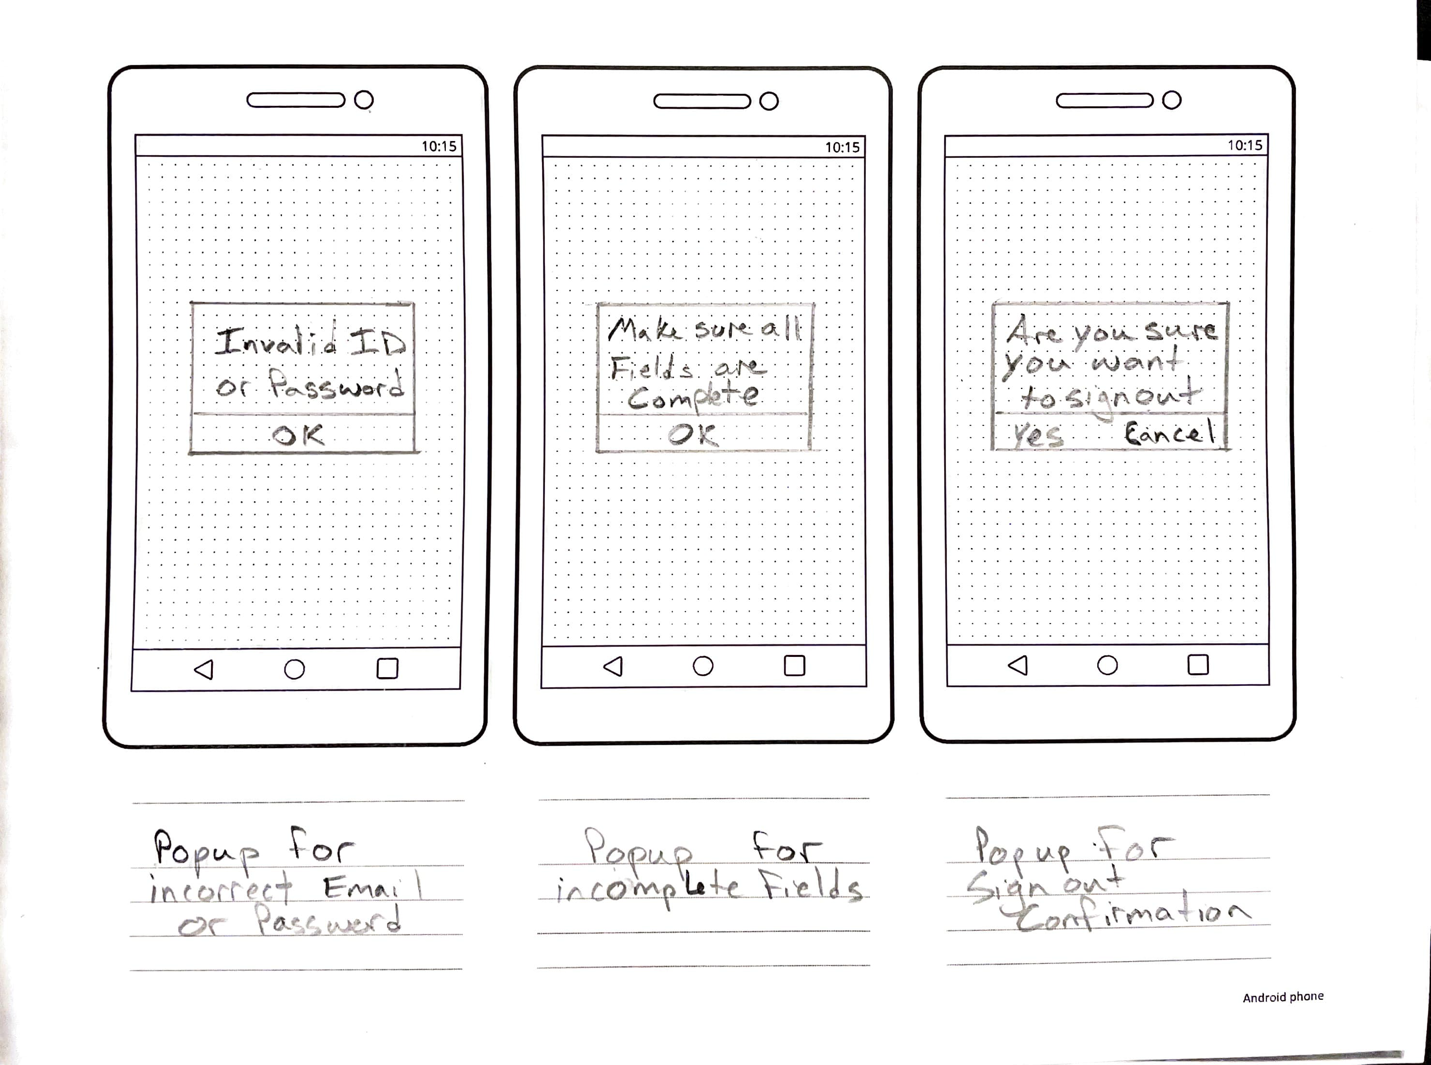 10:15
Invalid ID
or Password
OK
Popup for
incorrect Email
or Password
10:15
Make sure all
Fields are
Complete
OK
Popup for
incomplete Fields
10:15
Are you sure
you want
to signout
Yes Cancel
Popup for
Sign out
Confirmation
Android phone